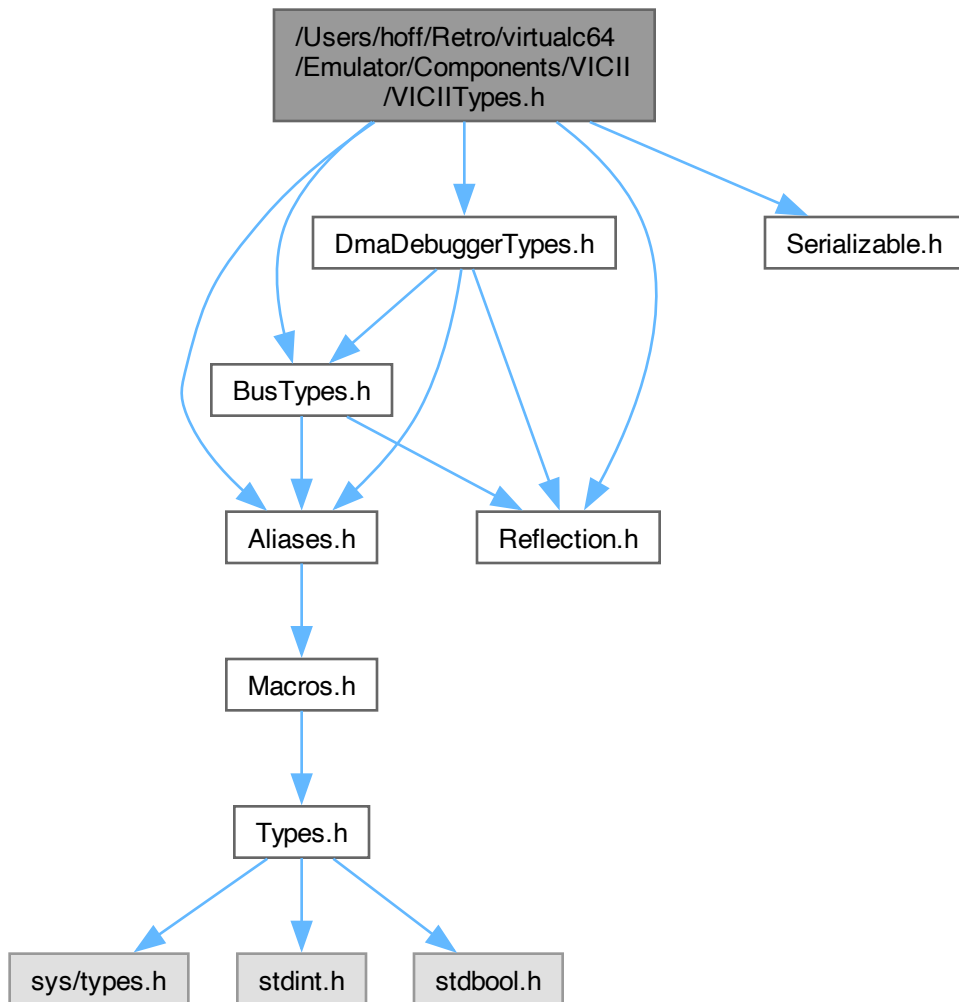 /Users/hoff/Retro/virtualc64
/Emulator/Components/VICII
/VICIITypes.h
DmaDebuggerTypes.h
Serializable.h
BusTypes.h
Aliases.h
Reflection.h
Macros.h
Types.h
sys/types.h
stdint.h
stdbool.h